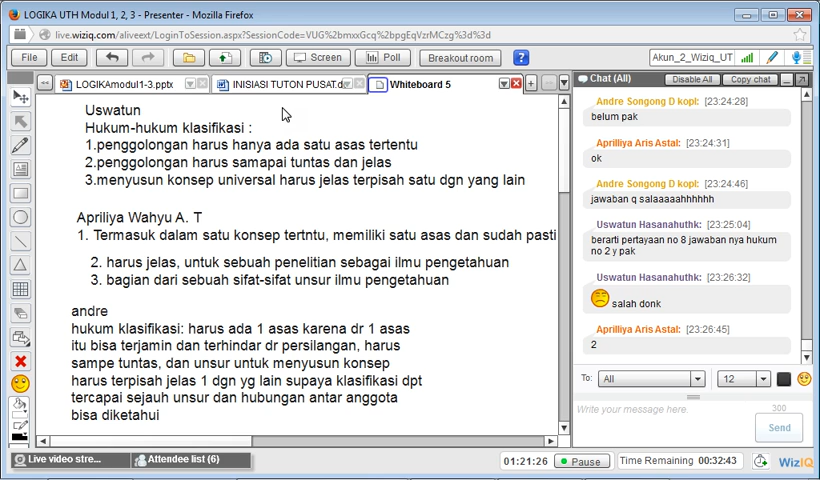 LOGIKA UTH Modul 1, 2, 3 - Presenter - Mozilla Firefox
live.wiziq.com/aliveext/LoginToSession.aspx?SessionCode=VUG%2bmxxGcq%2bpgEqVzrMCzg%3d%3d
File Edit Screen Poll Breakout room ? Akun_2_Wiziq_UT
LOGIKAmodul1-3.pptx INISIASI TUTON PUSAT.d Whiteboard 5
Uswatun
Hukum-hukum klasifikasi :
1.penggolongan harus hanya ada satu asas tertentu
2.penggolongan harus samapai tuntas dan jelas
3.menyusun konsep universal harus jelas terpisah satu dgn yang lain
Apriliya Wahyu A. T
1. Termasuk dalam satu konsep tertntu, memiliki satu asas dan sudah pasti
2. harus jelas, untuk sebuah penelitian sebagai ilmu pengetahuan
3. bagian dari sebuah sifat-sifat unsur ilmu pengetahuan
andre
hukum klasifikasi: harus ada 1 asas karena dr 1 asas
itu bisa terjamin dan terhindar dr persilangan, harus
sampe tuntas, dan unsur untuk menyusun konsep
harus terpisah jelas 1 dgn yg lain supaya klasifikasi dpt
tercapai sejauh unsur dan hubungan antar anggota
bisa diketahui
Chat (All) Disable All Copy chat
Andre Songong D kopl: [23:24:28]
belum pak
Aprilliya Aris Astal: [23:24:31]
ok
Andre Songong D kopl: [23:24:46]
jawaban q salaaaaahhhhhh
Uswatun Hasanahuthk: [23:25:04]
berarti pertayaan no 8 jawaban nya hukum
no 2 y pak
Uswatun Hasanahuthk: [23:26:32]
salah donk
Aprilliya Aris Astal: [23:26:45]
2
To: All 12
Write your message here. 300
Send
Live video stre... Attendee list (6) 01:21:26 Pause Time Remaining 00:32:43 WizIQ